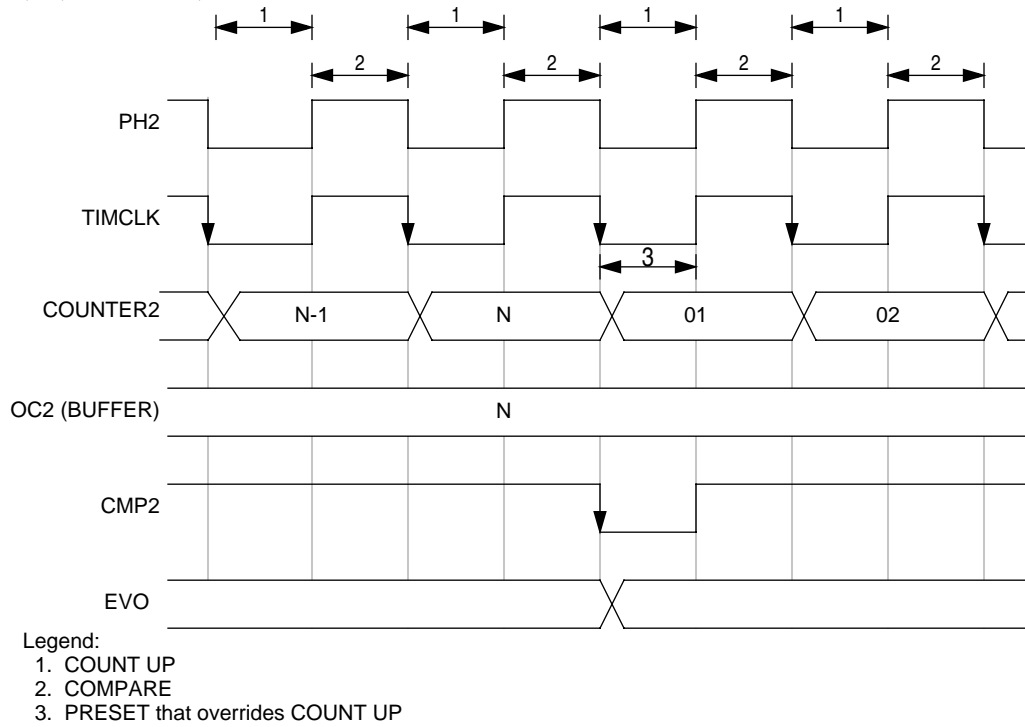 1 1 1 1
2 2 2 2
PH2
TIMCLK
3
COUNTER2 N-1 N 01 02
OC2 (BUFFER) N
CMP2
EVO
Legend:
1. COUNT UP
2. COMPARE
3. PRESET that overrides COUNT UP